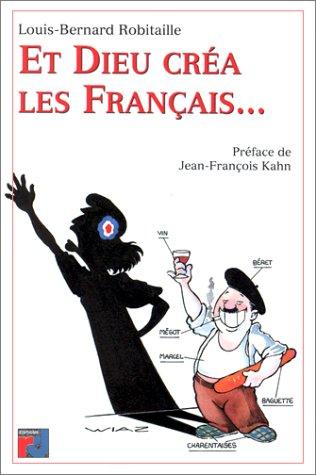 Louis-Bernard Robitaille
ET DIEU CRÉA
LES FRANÇAIS...
Préface de
Jean-François Kahn
VIN
BÉRET
MÉGOT
MARCEL
BAGUETTE
WIAZ
CHARENTAISES